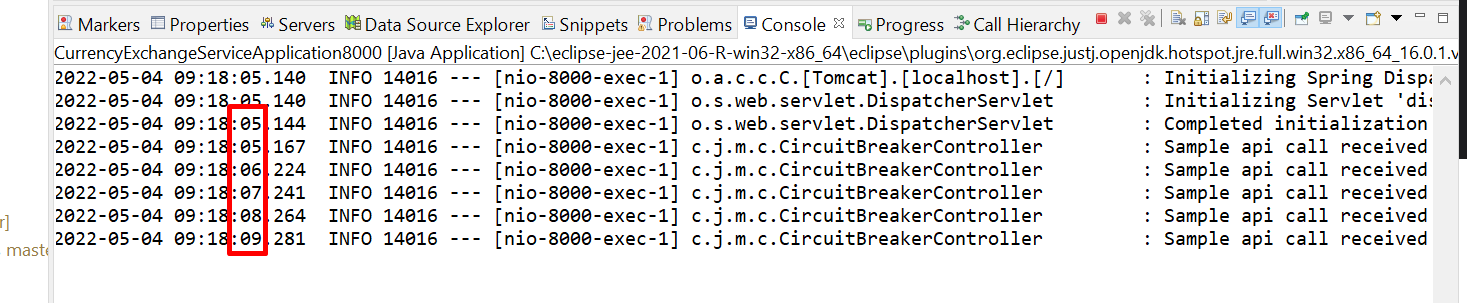 Markers Properties Servers Data Source Explorer Snippets Problems Console Progress Call Hierarchy
CurrencyExchangeServiceApplication8000 [Java Application] C:\eclipse-jee-2021-06-R-win32-x86_64\eclipse\plugins\org.eclipse.justj.openjdk.hotspot.jre.full.win32.x86_64_16.0.1.v
2022-05-04 09:18:05.140 INFO 14016 --- [nio-8000-exec-1] o.a.c.c.C.[Tomcat].[localhost].[/] : Initializing Spring Dispa
2022-05-04 09:18:05.140 INFO 14016 --- [nio-8000-exec-1] o.s.web.servlet.DispatcherServlet : Initializing Servlet 'dis
2022-05-04 09:18:05.144 INFO 14016 --- [nio-8000-exec-1] o.s.web.servlet.DispatcherServlet : Completed initialization
2022-05-04 09:18:05.167 INFO 14016 --- [nio-8000-exec-1] c.j.m.c.CircuitBreakerController : Sample api call received
2022-05-04 09:18:06.224 INFO 14016 --- [nio-8000-exec-1] c.j.m.c.CircuitBreakerController : Sample api call received
2022-05-04 09:18:07.241 INFO 14016 --- [nio-8000-exec-1] c.j.m.c.CircuitBreakerController : Sample api call received
2022-05-04 09:18:08.264 INFO 14016 --- [nio-8000-exec-1] c.j.m.c.CircuitBreakerController : Sample api call received
2022-05-04 09:18:09.281 INFO 14016 --- [nio-8000-exec-1] c.j.m.c.CircuitBreakerController : Sample api call received
r]
maste